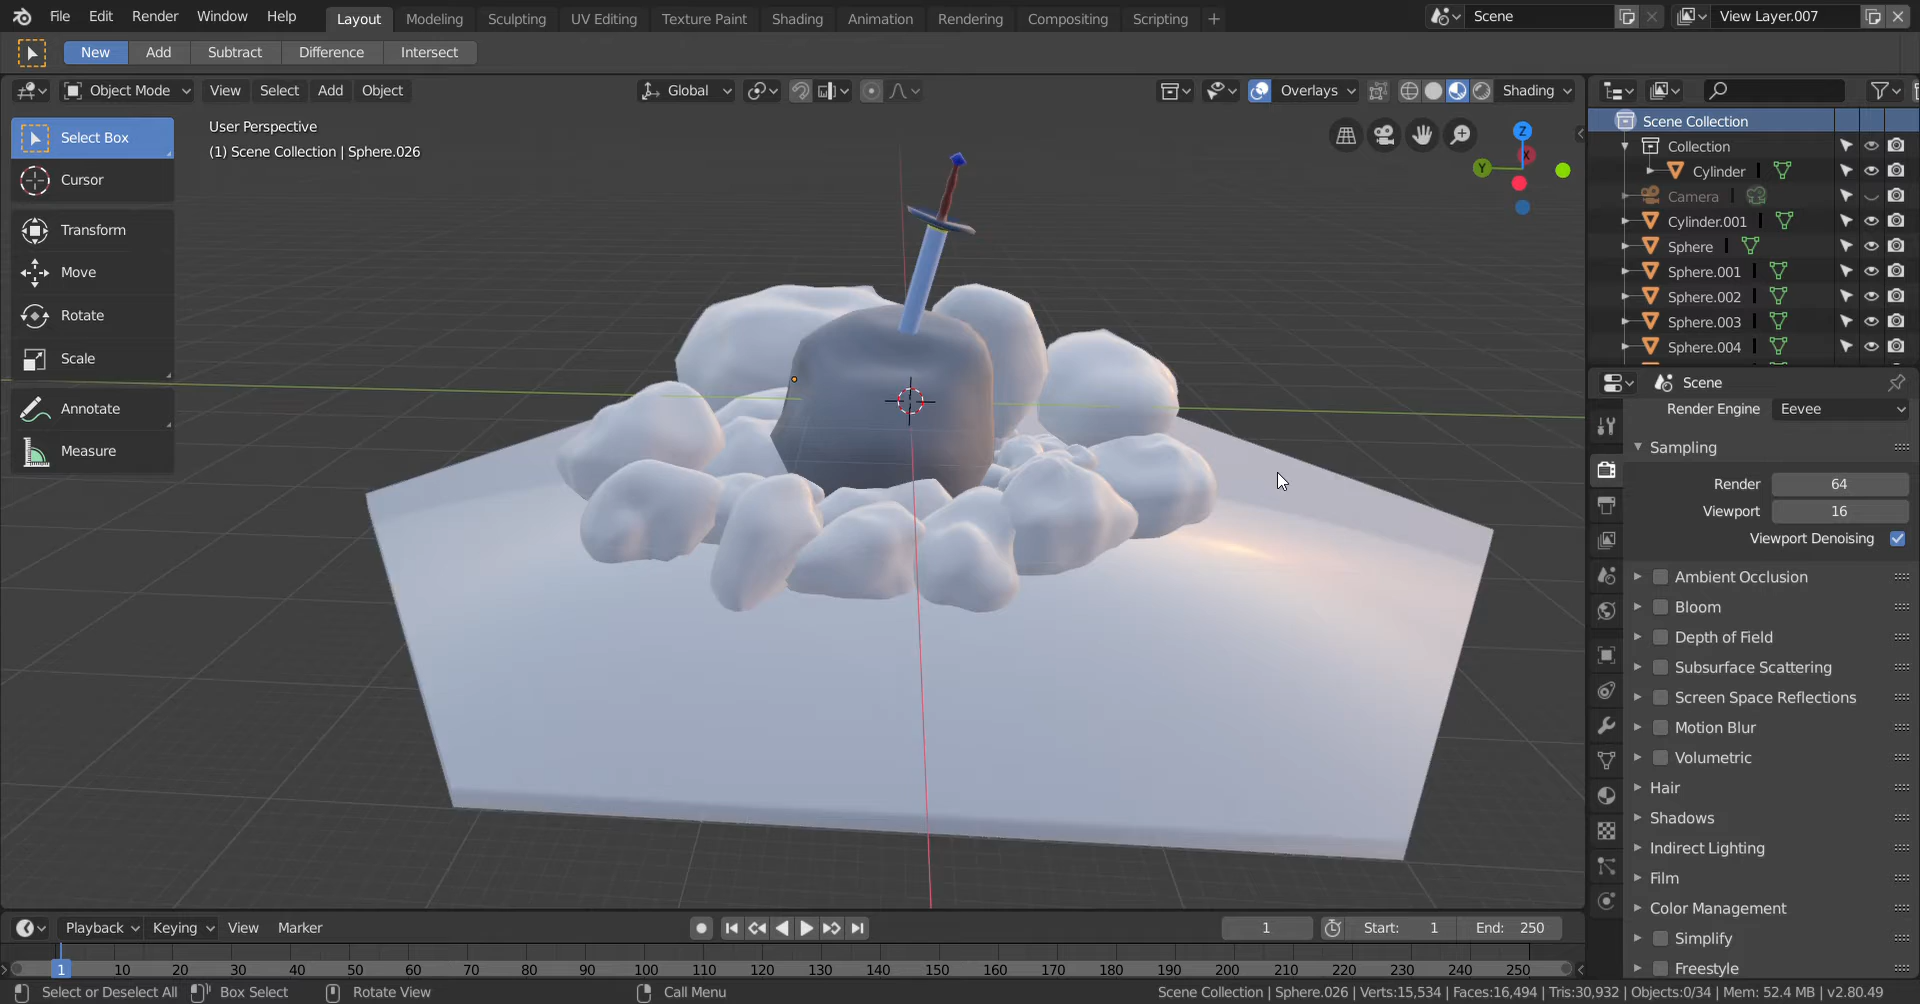 File Edit Render Window Help Layout Modeling Sculpting UV Editing Texture Paint Shading Animation Rendering Compositing Scripting + Scene View Layer.007
New Add Subtract Difference Intersect
Object Mode View Select Add Object Global Overlays Shading
User Perspective
(1) Scene Collection | Sphere.026
Select Box
Cursor
Transform
Move
Rotate
Scale
Annotate
Measure
Z
X
Y
Scene Collection
Collection
Cylinder
Camera
Cylinder.001
Sphere
Sphere.001
Sphere.002
Sphere.003
Sphere.004
Scene
Render Engine Eevee
Sampling
Render 64
Viewport 16
Viewport Denoising
Ambient Occlusion
Bloom
Depth of Field
Subsurface Scattering
Screen Space Reflections
Motion Blur
Volumetric
Hair
Shadows
Indirect Lighting
Film
Color Management
Simplify
Freestyle
Playback Keying View Marker 1 Start: 1 End: 250
1 10 20 30 40 50 60 70 80 90 100 110 120 130 140 150 160 170 180 190 200 210 220 230 240 250
Select or Deselect All Box Select Rotate View Call Menu Scene Collection | Sphere.026 | Verts:15,534 | Faces:16,494 | Tris:30,932 | Objects:0/34 | Mem: 52.4 MB | v2.80.49